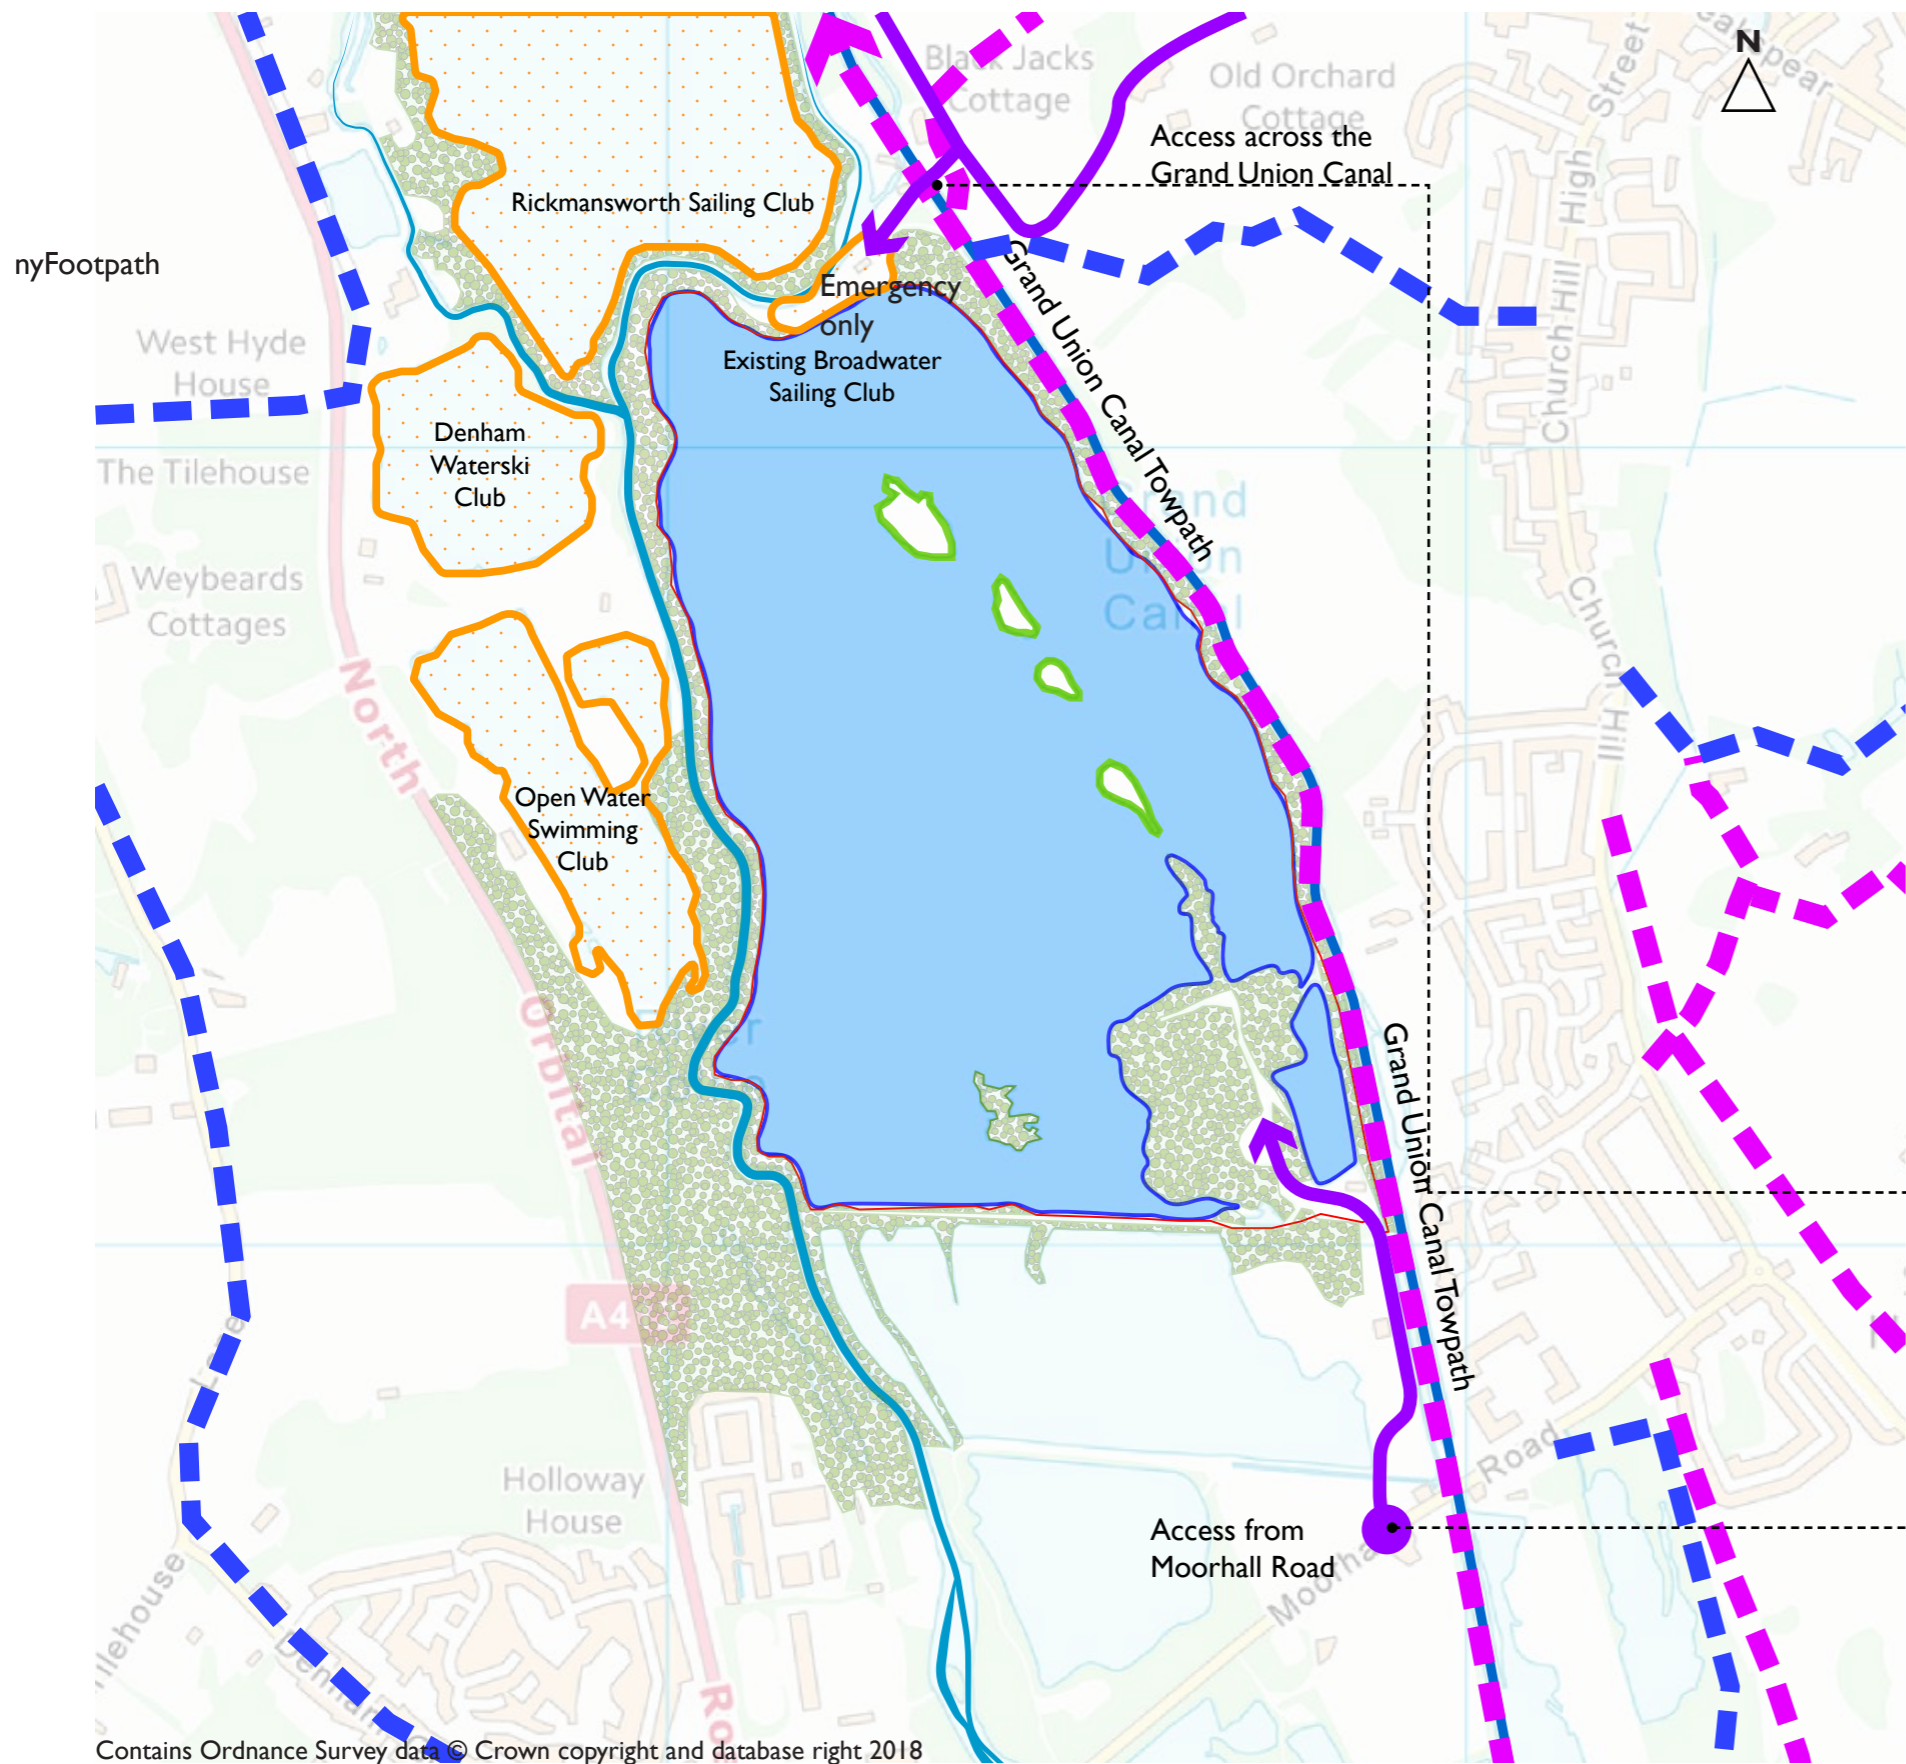 N
Black Jacks
Cottage
Old Orchard
Cottage
Street
High
Church Hill
Access across the
Grand Union Canal
Rickmansworth Sailing Club
nyFootpath
Emergency
only
Existing Broadwater
Sailing Club
West Hyde
House
Grand Union Canal Towpath
Denham
Waterski
Club
The Tilehouse
Grand
Union
Canal
Weybeards
Cottages
Church Hill
North
Orbital
Open Water
Swimming
Club
Grand Union Canal Towpath
A4
Lane
Holloway
House
Road
Access from
Moorhall Road
Contains Ordnance Survey data © Crown copyright and database right 2018